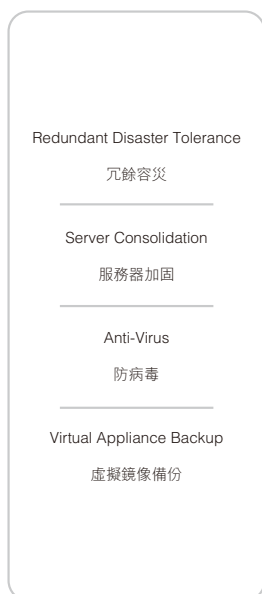 Redundant Disaster Tolerance
冗餘容災
Server Consolidation
服務器加固
Anti-Virus
防病毒
Virtual Appliance Backup
虛擬鏡像備份